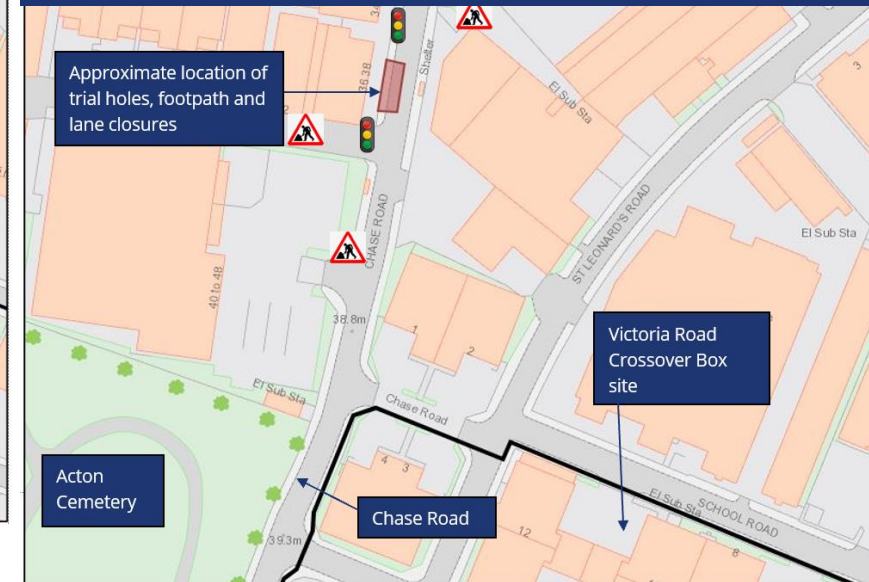 34
Approximate location of
trial holes, footpath and
lane closures
36 38
Shelter
2
El Sub Sta
3
CHASE ROAD
ST LEONARD'S ROAD
El Sub Sta
40 to 48
38.8m
1
2
Victoria Road
Crossover Box
site
El Sub Sta
Chase Road
Acton
Cemetery
4
3
Chase Road
El Sub Sta
SCHOOL ROAD
12
8
39.3m